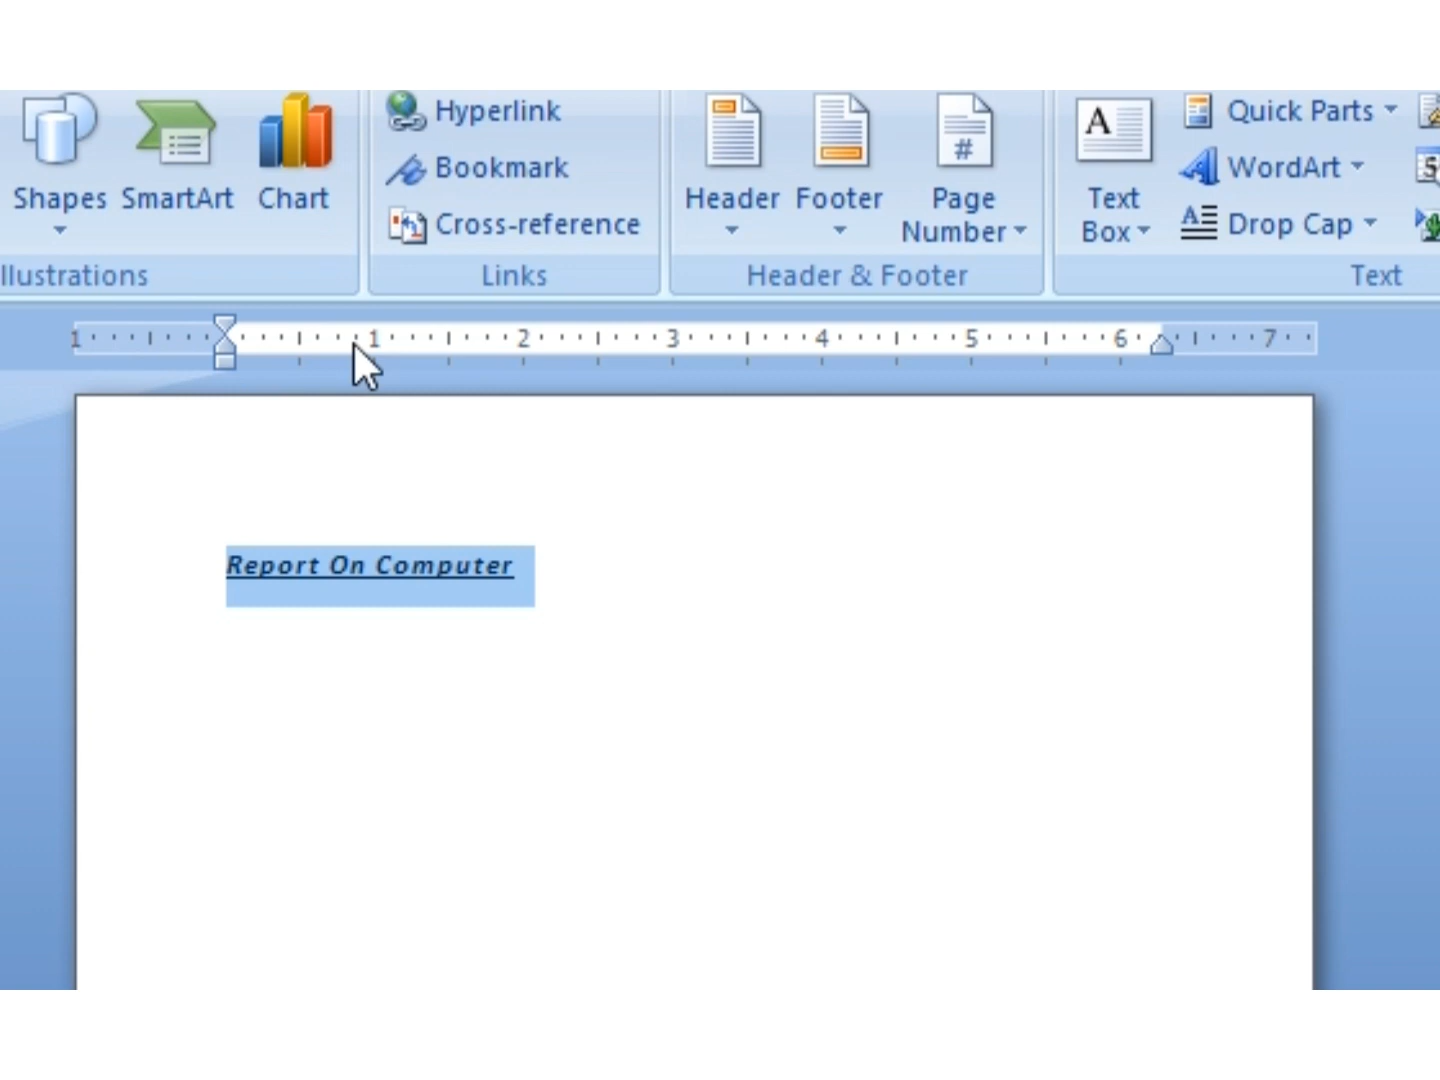 Hyperlink
Quick Parts
Bookmark
WordArt
Shapes SmartArt Chart
Header Footer Page Number
Text Box
Cross-reference
Drop Cap
Links
Header & Footer
Text
1 1 2 3 4 5 6 7
Report On Computer